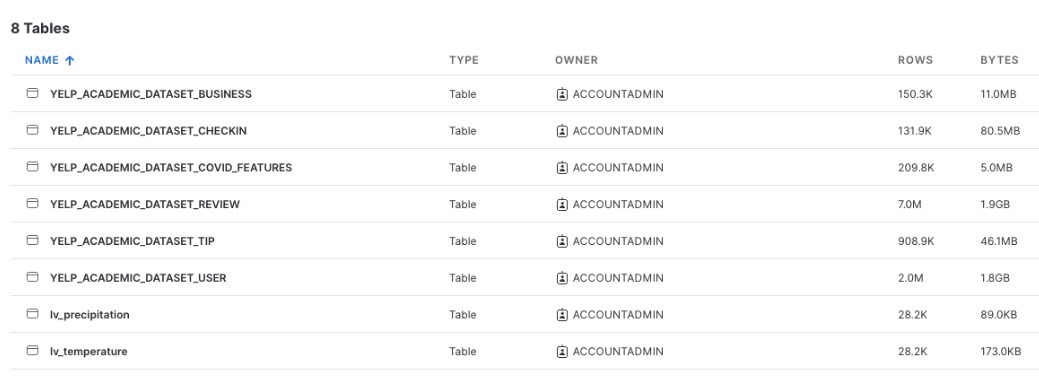 8 Tables
NAME ↑ TYPE OWNER ROWS BYTES
YELP_ACADEMIC_DATASET_BUSINESS Table ACCOUNTADMIN 150.3K 11.0MB
YELP_ACADEMIC_DATASET_CHECKIN Table ACCOUNTADMIN 131.9K 80.5MB
YELP_ACADEMIC_DATASET_COVID_FEATURES Table ACCOUNTADMIN 209.8K 5.0MB
YELP_ACADEMIC_DATASET_REVIEW Table ACCOUNTADMIN 7.0M 1.9GB
YELP_ACADEMIC_DATASET_TIP Table ACCOUNTADMIN 908.9K 46.1MB
YELP_ACADEMIC_DATASET_USER Table ACCOUNTADMIN 2.0M 1.8GB
lv_precipitation Table ACCOUNTADMIN 28.2K 89.0KB
lv_temperature Table ACCOUNTADMIN 28.2K 173.0KB